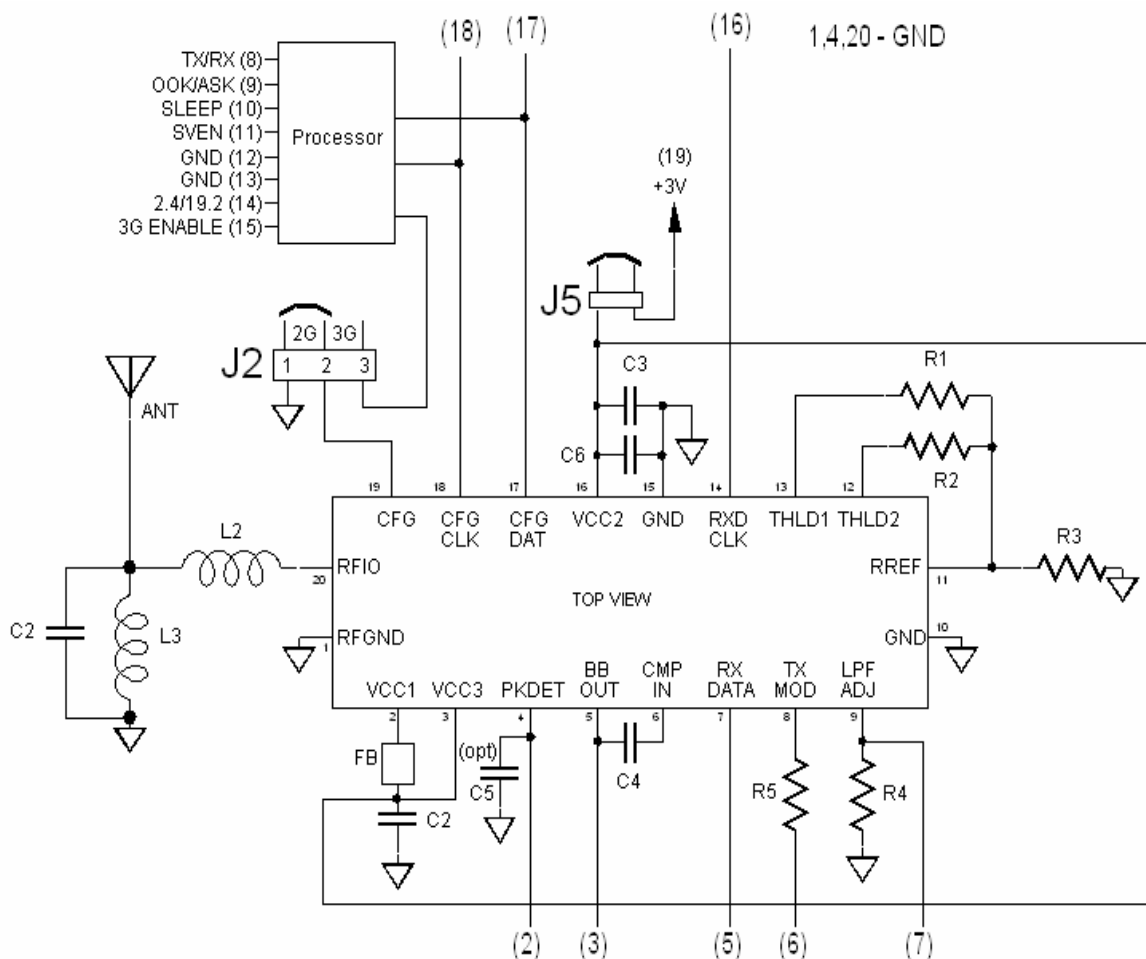 (18) (17) (16) 1,4,20 - GND
TX/RX (8)
OOK/ASK (9)
SLEEP (10)
SVEN (11)
GND (12)
GND (13)
2.4/19.2 (14)
3G ENABLE (15)
Processor
(19)
+3V
J5
2G 3G
J2
1 2 3
ANT
C3
C6
R1
R2
R3
19 18 17 16 15 14 13 12
CFG
CFG CLK
CFG DAT
VCC2
GND
RXD CLK
THLD1
THLD2
L2
RFIO
20
RREF
11
TOP VIEW
C2
L3
RFGND
1
GND
10
VCC1
VCC3
PKDET
BB OUT
CMP IN
RX DATA
TX MOD
LPF ADJ
2 3 4 5 6 7 8 9
FB
(opt)
C5
C4
R5
R4
C2
(2) (3) (5) (6) (7)